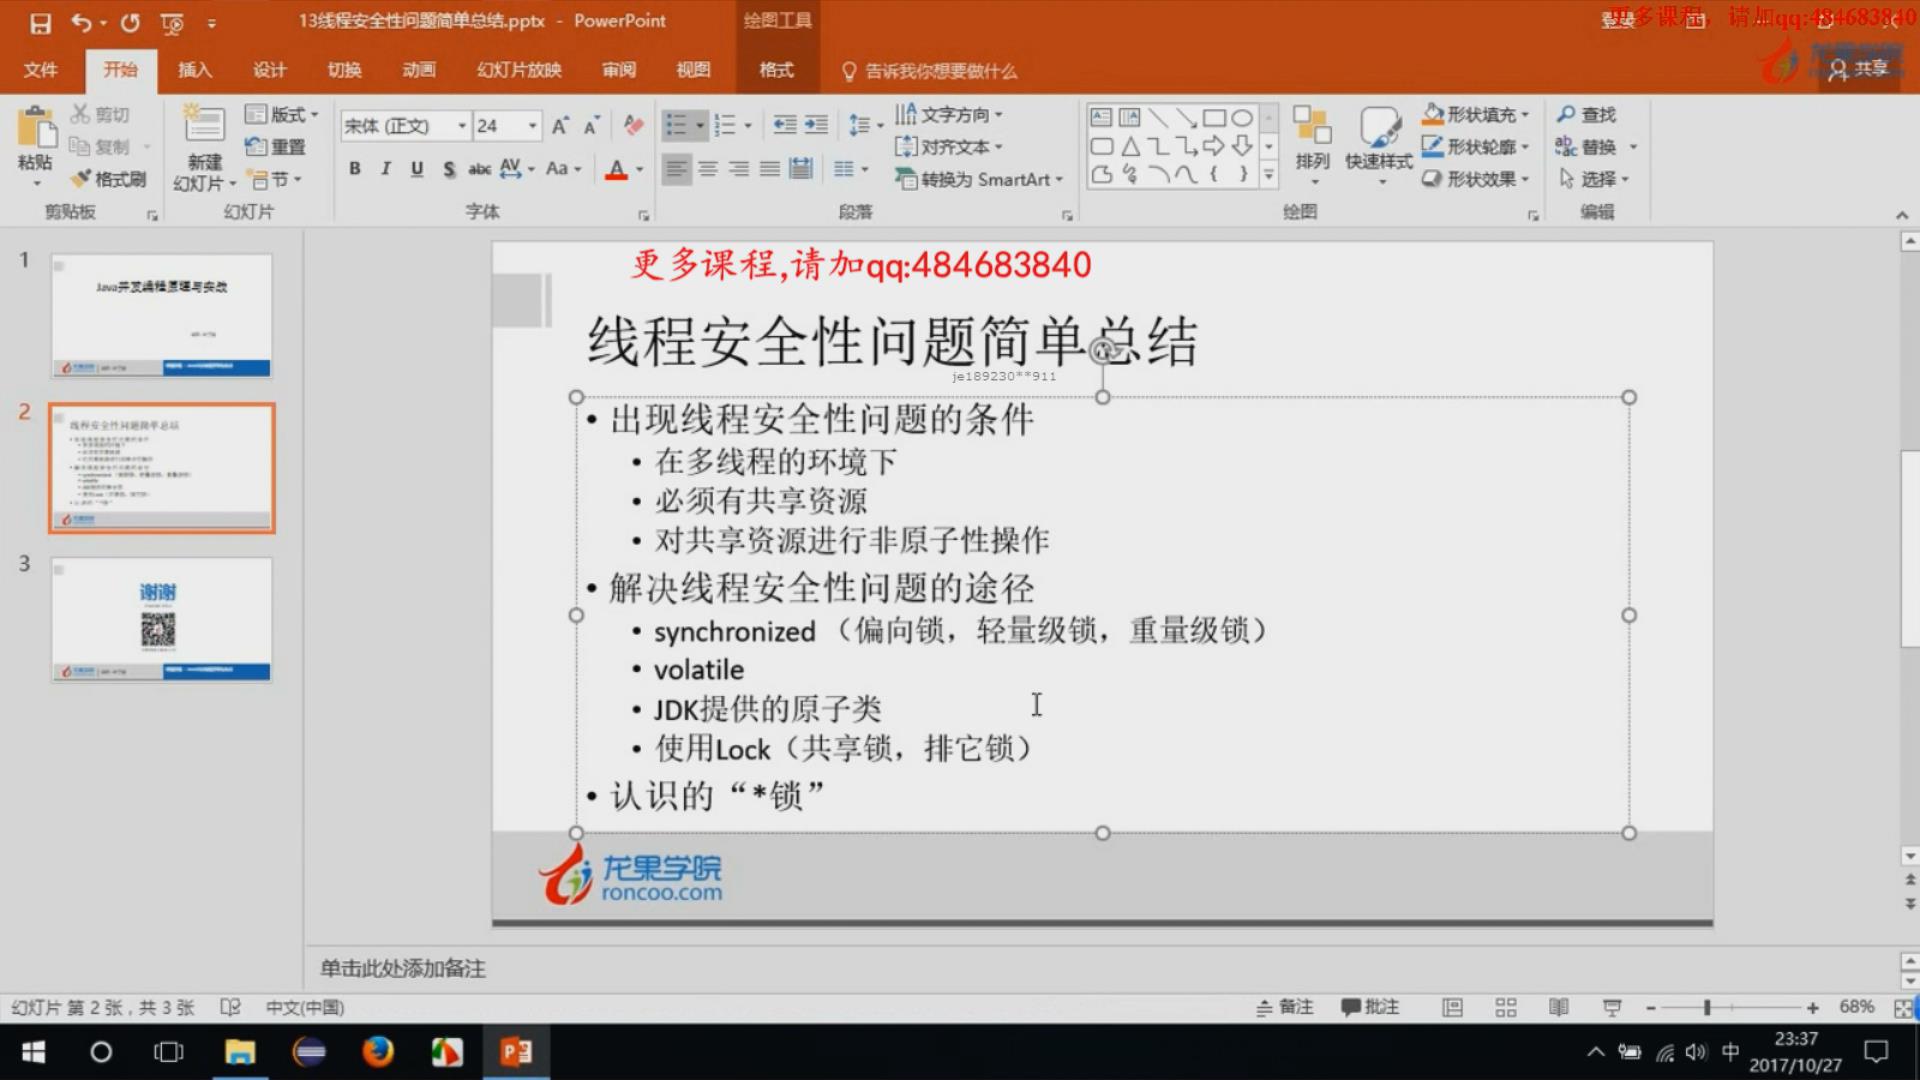 13线程安全性问题简单总结.pptx - PowerPoint
绘图工具
登录
更多课程，请加qq:484683840
文件
开始
插入
设计
切换
动画
幻灯片放映
审阅
视图
格式
告诉我你想要做什么
龙果学院
共享
粘贴
剪切
复制
格式刷
剪贴板
新建
幻灯片
版式
重置
节
幻灯片
宋体 (正文)
24
B I U S abc AV Aa A
字体
文字方向
对齐文本
转换为 SmartArt
段落
排列
快速样式
形状填充
形状轮廓
形状效果
绘图
查找
替换
选择
编辑
1
Java并发编程原理与实战
2
线程安全性问题简单总结
3
谢谢
更多课程,请加qq:484683840
线程安全性问题简单总结
je189230**911
• 出现线程安全性问题的条件
• 在多线程的环境下
• 必须有共享资源
• 对共享资源进行非原子性操作
• 解决线程安全性问题的途径
• synchronized （偏向锁，轻量级锁，重量级锁）
• volatile
• JDK提供的原子类
• 使用Lock（共享锁，排它锁）
• 认识的“*锁”
龙果学院
roncoo.com
单击此处添加备注
幻灯片 第 2 张，共 3 张
中文(中国)
备注
批注
68%
中
23:37
2017/10/27